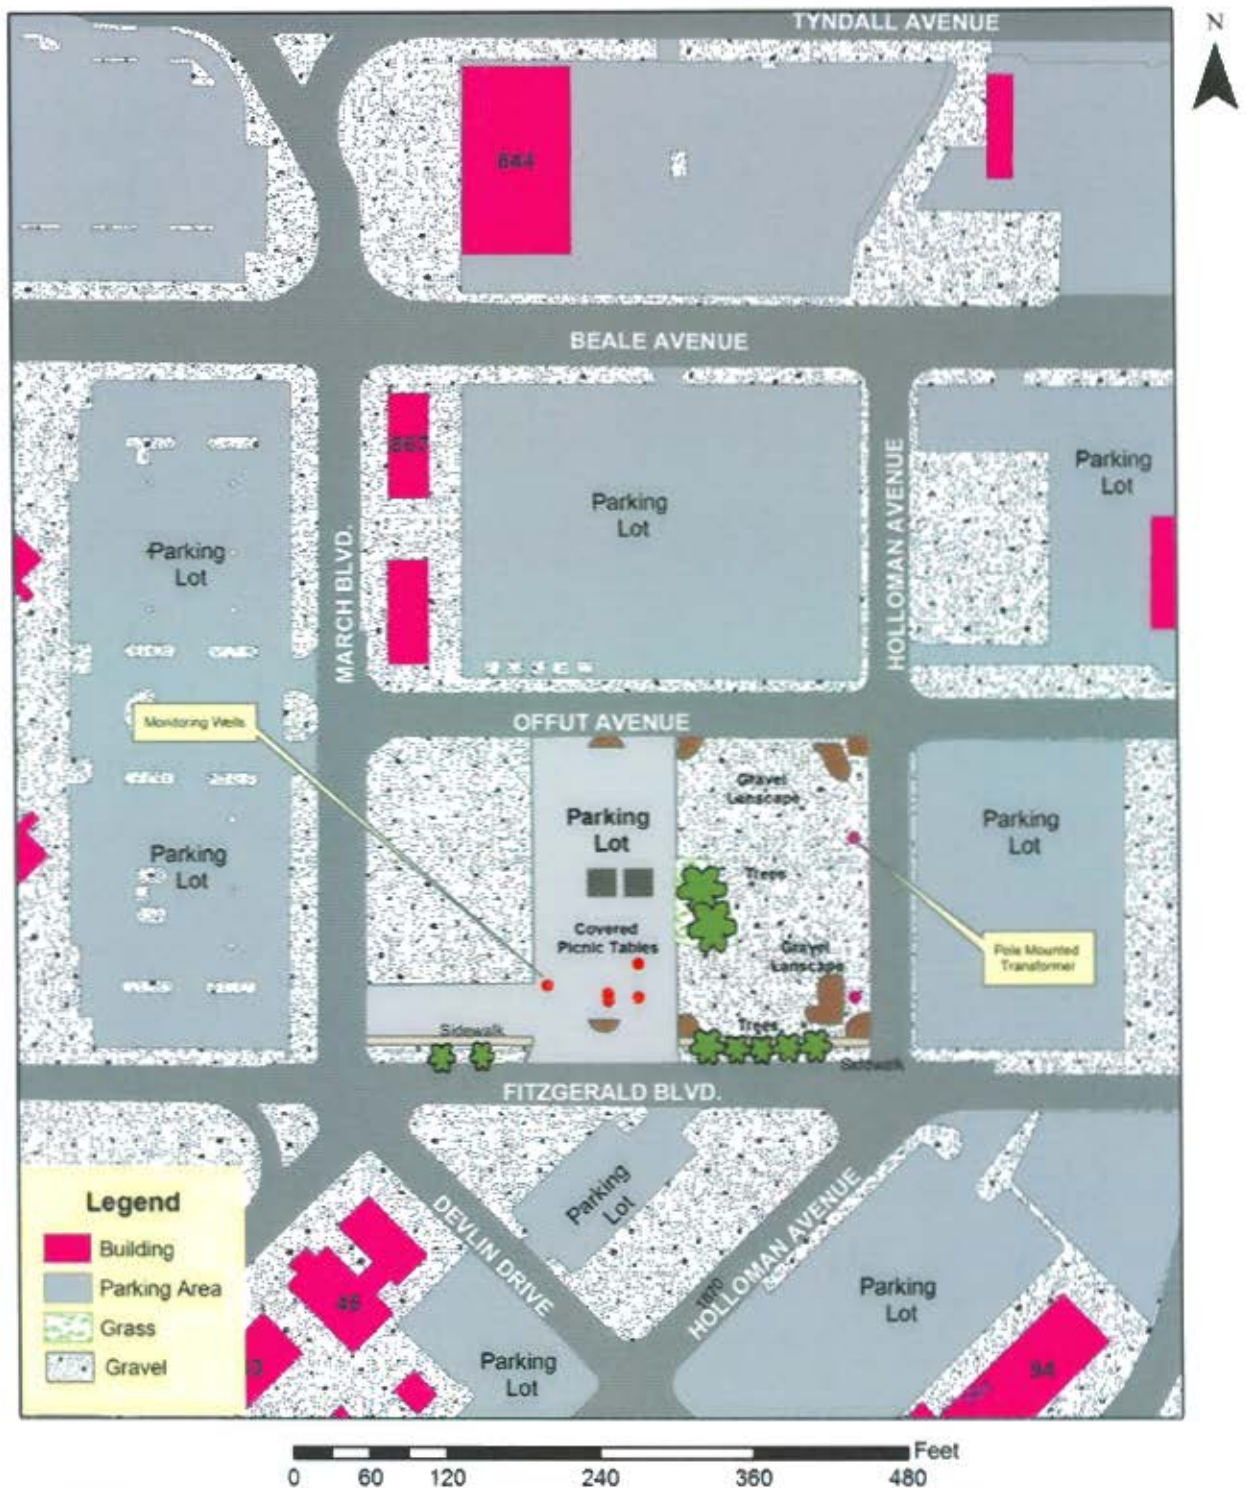 TYNDALL AVENUE
N
844
BEALE AVENUE
667
Parking
Lot
HOLLOMAN AVENUE
Parking
Lot
Parking
Lot
MARCH BLVD.
Monitoring Wells
OFFUT AVENUE
Gravel
Lanscape
Parking
Lot
Parking
Lot
Parking
Lot
Trees
Covered
Picnic Tables
Gravel
Lanscape
Pole Mounted
Transformer
Sidewalk
Trees
Sidewalk
FITZGERALD BLVD.
Parking
Lot
DEVLIN DRIVE
HOLLOMAN AVENUE
Legend
Building
Parking Area
Grass
Gravel
46
Parking
Lot
Parking
Lot
94
Feet
0 60 120 240 360 480